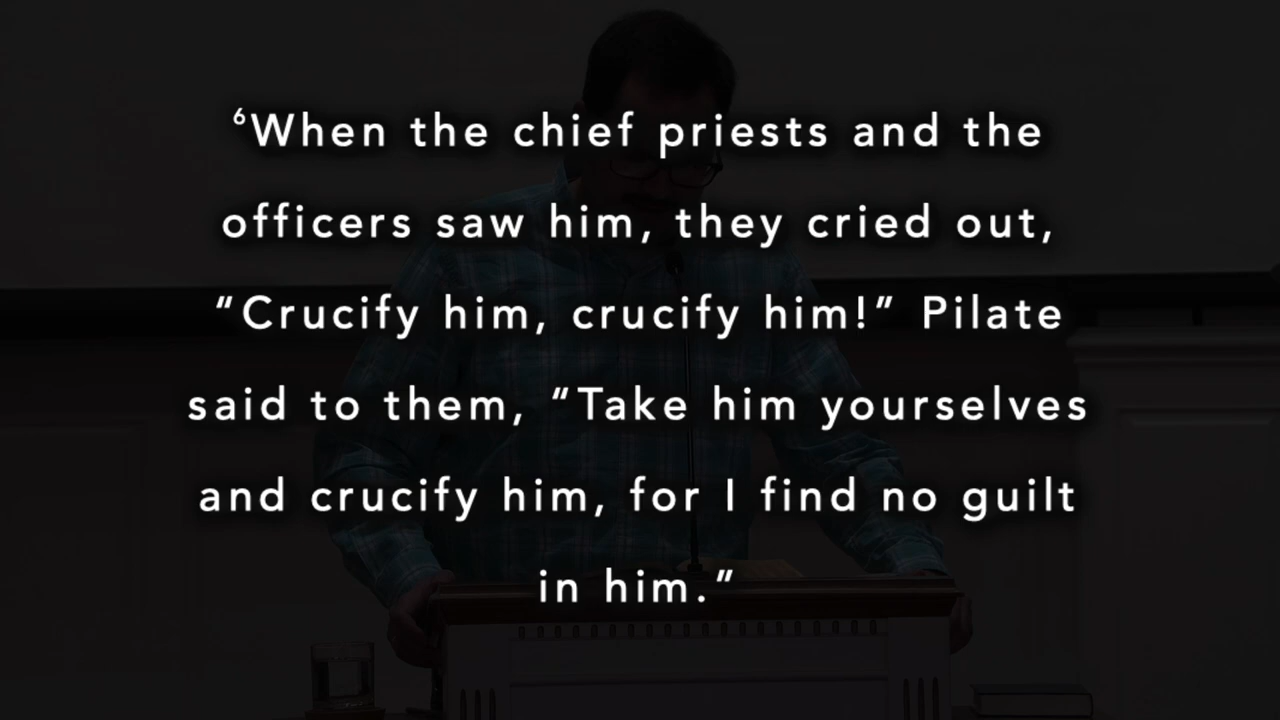 ⁶When the chief priests and the
officers saw him, they cried out,
“Crucify him, crucify him!” Pilate
said to them, “Take him yourselves
and crucify him, for I find no guilt
in him.”